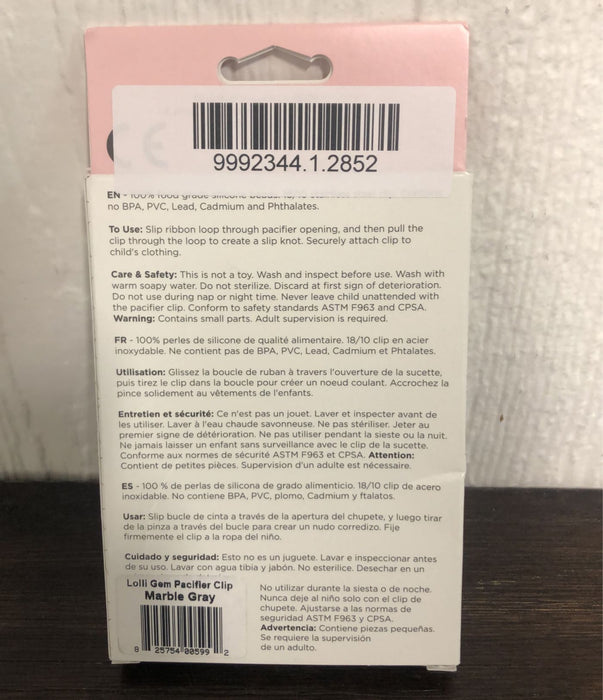 CE
9992344.1.2852
EN - 100% food grade silicone beads. 18/10 stainless
no BPA, PVC, Lead, Cadmium and Phthalates.
To Use: Slip ribbon loop through pacifier opening, and then pull the
clip through the loop to create a slip knot. Securely attach clip to
child's clothing.
Care & Safety: This is not a toy. Wash and inspect before use. Wash with
warm soapy water. Do not sterilize. Discard at first sign of deterioration.
Do not use during nap or night time. Never leave child unattended with
the pacifier clip. Conform to safety standards ASTM F963 and CPSA.
Warning: Contains small parts. Adult supervision is required.
FR - 100% perles de silicone de qualité alimentaire. 18/10 clip en acier
inoxydable. Ne contient pas de BPA, PVC, Lead, Cadmium et Phtalates.
Utilisation: Glissez la boucle de ruban à travers l'ouverture de la sucette,
puis tirez le clip dans la boucle pour créer un noeud coulant. Accrochez la
pince solidement au vêtements de l'enfants.
Entretien et sécurité: Ce n'est pas un jouet. Laver et inspecter avant de
les utiliser. Laver à l'eau chaude savonneuse. Ne pas stériliser. Jeter au
premier signe de détérioration. Ne pas utiliser pendant la sieste ou la nuit.
Ne jamais laisser un enfant sans surveillance avec le clip de la sucette.
Conforme aux normes de sécurité ASTM F963 et CPSA. Attention:
Contient de petites pièces. Supervision d'un adulte est nécessaire.
ES - 100 % de perlas de silicona de grado alimenticio. 18/10 clip de acero
inoxidable. No contiene BPA, PVC, plomo, Cadmium y ftalatos.
Usar: Slip bucle de cinta a través de la apertura del chupete, y luego tirar
de la pinza a través del bucle para crear un nudo corredizo. Fije
firmemente el clip a la ropa del niño.
Cuidado y seguridad: Esto no es un juguete. Lavar e inspeccionar antes
de su uso. Lavar con agua tibia y jabón. No esterilice. Desechar en un
No utilizar durante la siesta o de noche.
Nunca deje al niño solo con el clip de
chupete. Ajustarse a las normas de
seguridad ASTM F963 y CPSA.
Advertencia: Contiene piezas pequeñas.
Se requiere la supervisión
de un adulto.
Lolli Gem Pacifier Clip
Marble Gray
8 25754 00599 2